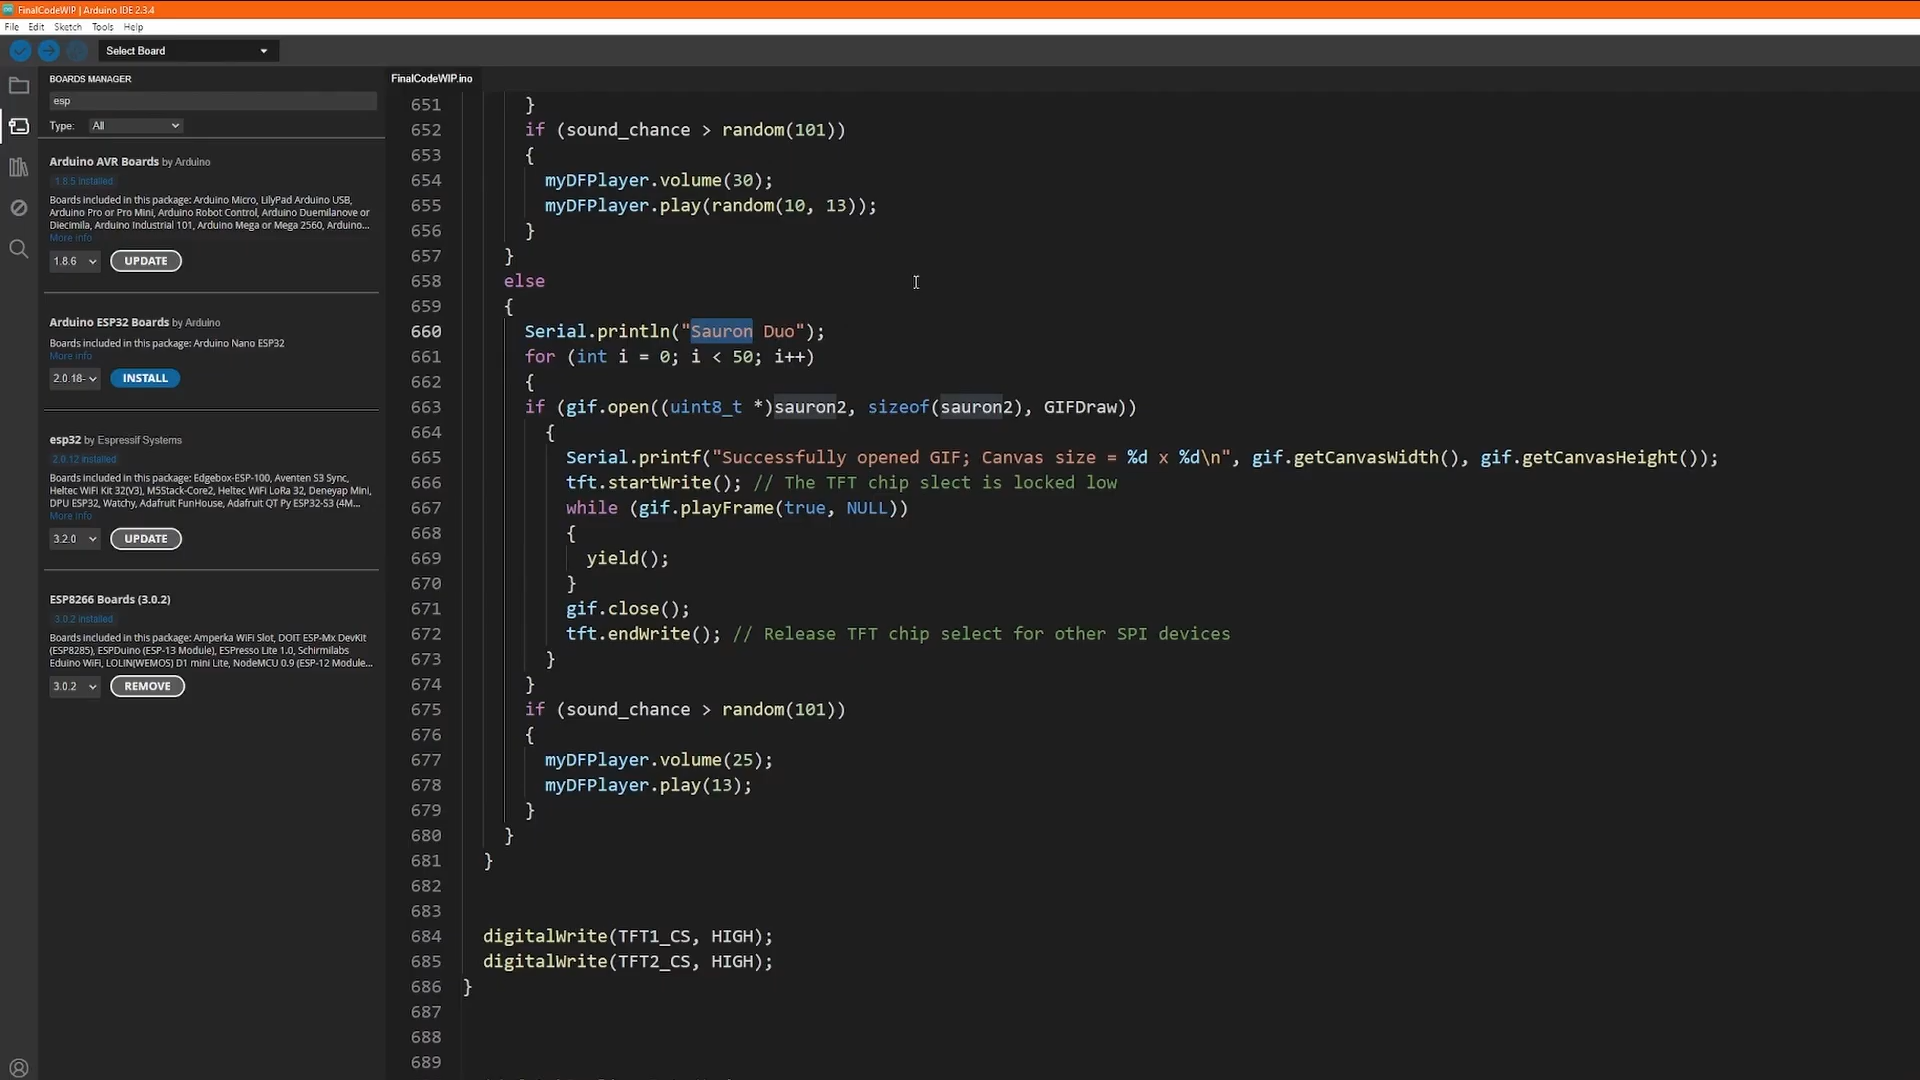 FinalCodeWIP | Arduino IDE 2.3.4
File Edit Sketch Tools Help
Select Board
BOARDS MANAGER
esp
Type: All
Arduino AVR Boards by Arduino
1.8.5 installed
Boards included in this package: Arduino Micro, LilyPad Arduino USB,
Arduino Pro or Pro Mini, Arduino Robot Control, Arduino Duemilanove or
Diecimila, Arduino Industrial 101, Arduino Mega or Mega 2560, Arduino...
More info
1.8.6 UPDATE
Arduino ESP32 Boards by Arduino
Boards included in this package: Arduino Nano ESP32
More info
2.0.18- INSTALL
esp32 by Espressif Systems
2.0.12 installed
Boards included in this package: Edgebox-ESP-100, Aventen S3 Sync,
Heltec WiFi Kit 32(V3), M5Stack-Core2, Heltec WiFi LoRa 32, Deneyap Mini,
DPU ESP32, Watchy, Adafruit FunHouse, Adafruit QT Py ESP32-S3 (4M...
More info
3.2.0 UPDATE
ESP8266 Boards (3.0.2)
3.0.2 installed
Boards included in this package: Amperka WiFi Slot, DOIT ESP-Mx DevKit
(ESP8285), ESPDuino (ESP-13 Module), ESPresso Lite 1.0, Schirmilabs
Eduino WiFi, LOLIN(WEMOS) D1 mini Lite, NodeMCU 0.9 (ESP-12 Module...
3.0.2 REMOVE
FinalCodeWIP.ino
651 }
652 if (sound_chance > random(101))
653 {
654 myDFPlayer.volume(30);
655 myDFPlayer.play(random(10, 13));
656 }
657 }
658 else
659 {
660 Serial.println("Sauron Duo");
661 for (int i = 0; i < 50; i++)
662 {
663 if (gif.open((uint8_t *)sauron2, sizeof(sauron2), GIFDraw))
664 {
665 Serial.printf("Successfully opened GIF; Canvas size = %d x %d\n", gif.getCanvasWidth(), gif.getCanvasHeight());
666 tft.startWrite(); // The TFT chip slect is locked low
667 while (gif.playFrame(true, NULL))
668 {
669 yield();
670 }
671 gif.close();
672 tft.endWrite(); // Release TFT chip select for other SPI devices
673 }
674 }
675 if (sound_chance > random(101))
676 {
677 myDFPlayer.volume(25);
678 myDFPlayer.play(13);
679 }
680 }
681 }
682
683
684 digitalWrite(TFT1_CS, HIGH);
685 digitalWrite(TFT2_CS, HIGH);
686 }
687
688
689